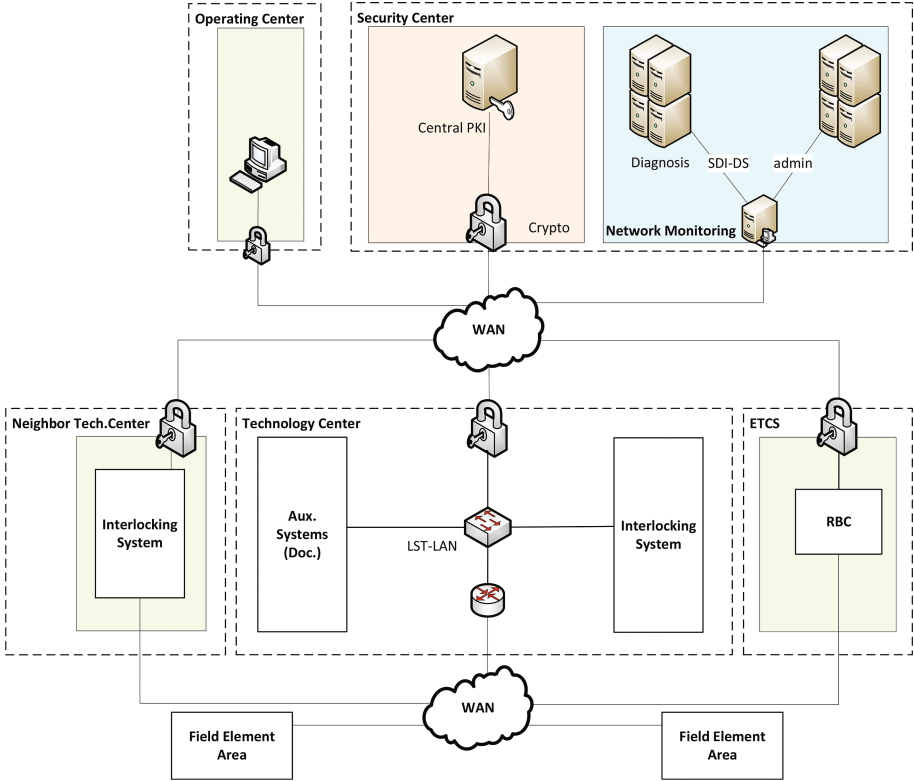 Operating Center
Security Center
Central PKI
Crypto
Diagnosis
SDI-DS
admin
Network Monitoring
WAN
Neighbor Tech.Center
Interlocking
System
Technology Center
Aux.
Systems
(Doc.)
LST-LAN
Interlocking
System
ETCS
RBC
WAN
Field Element
Area
Field Element
Area